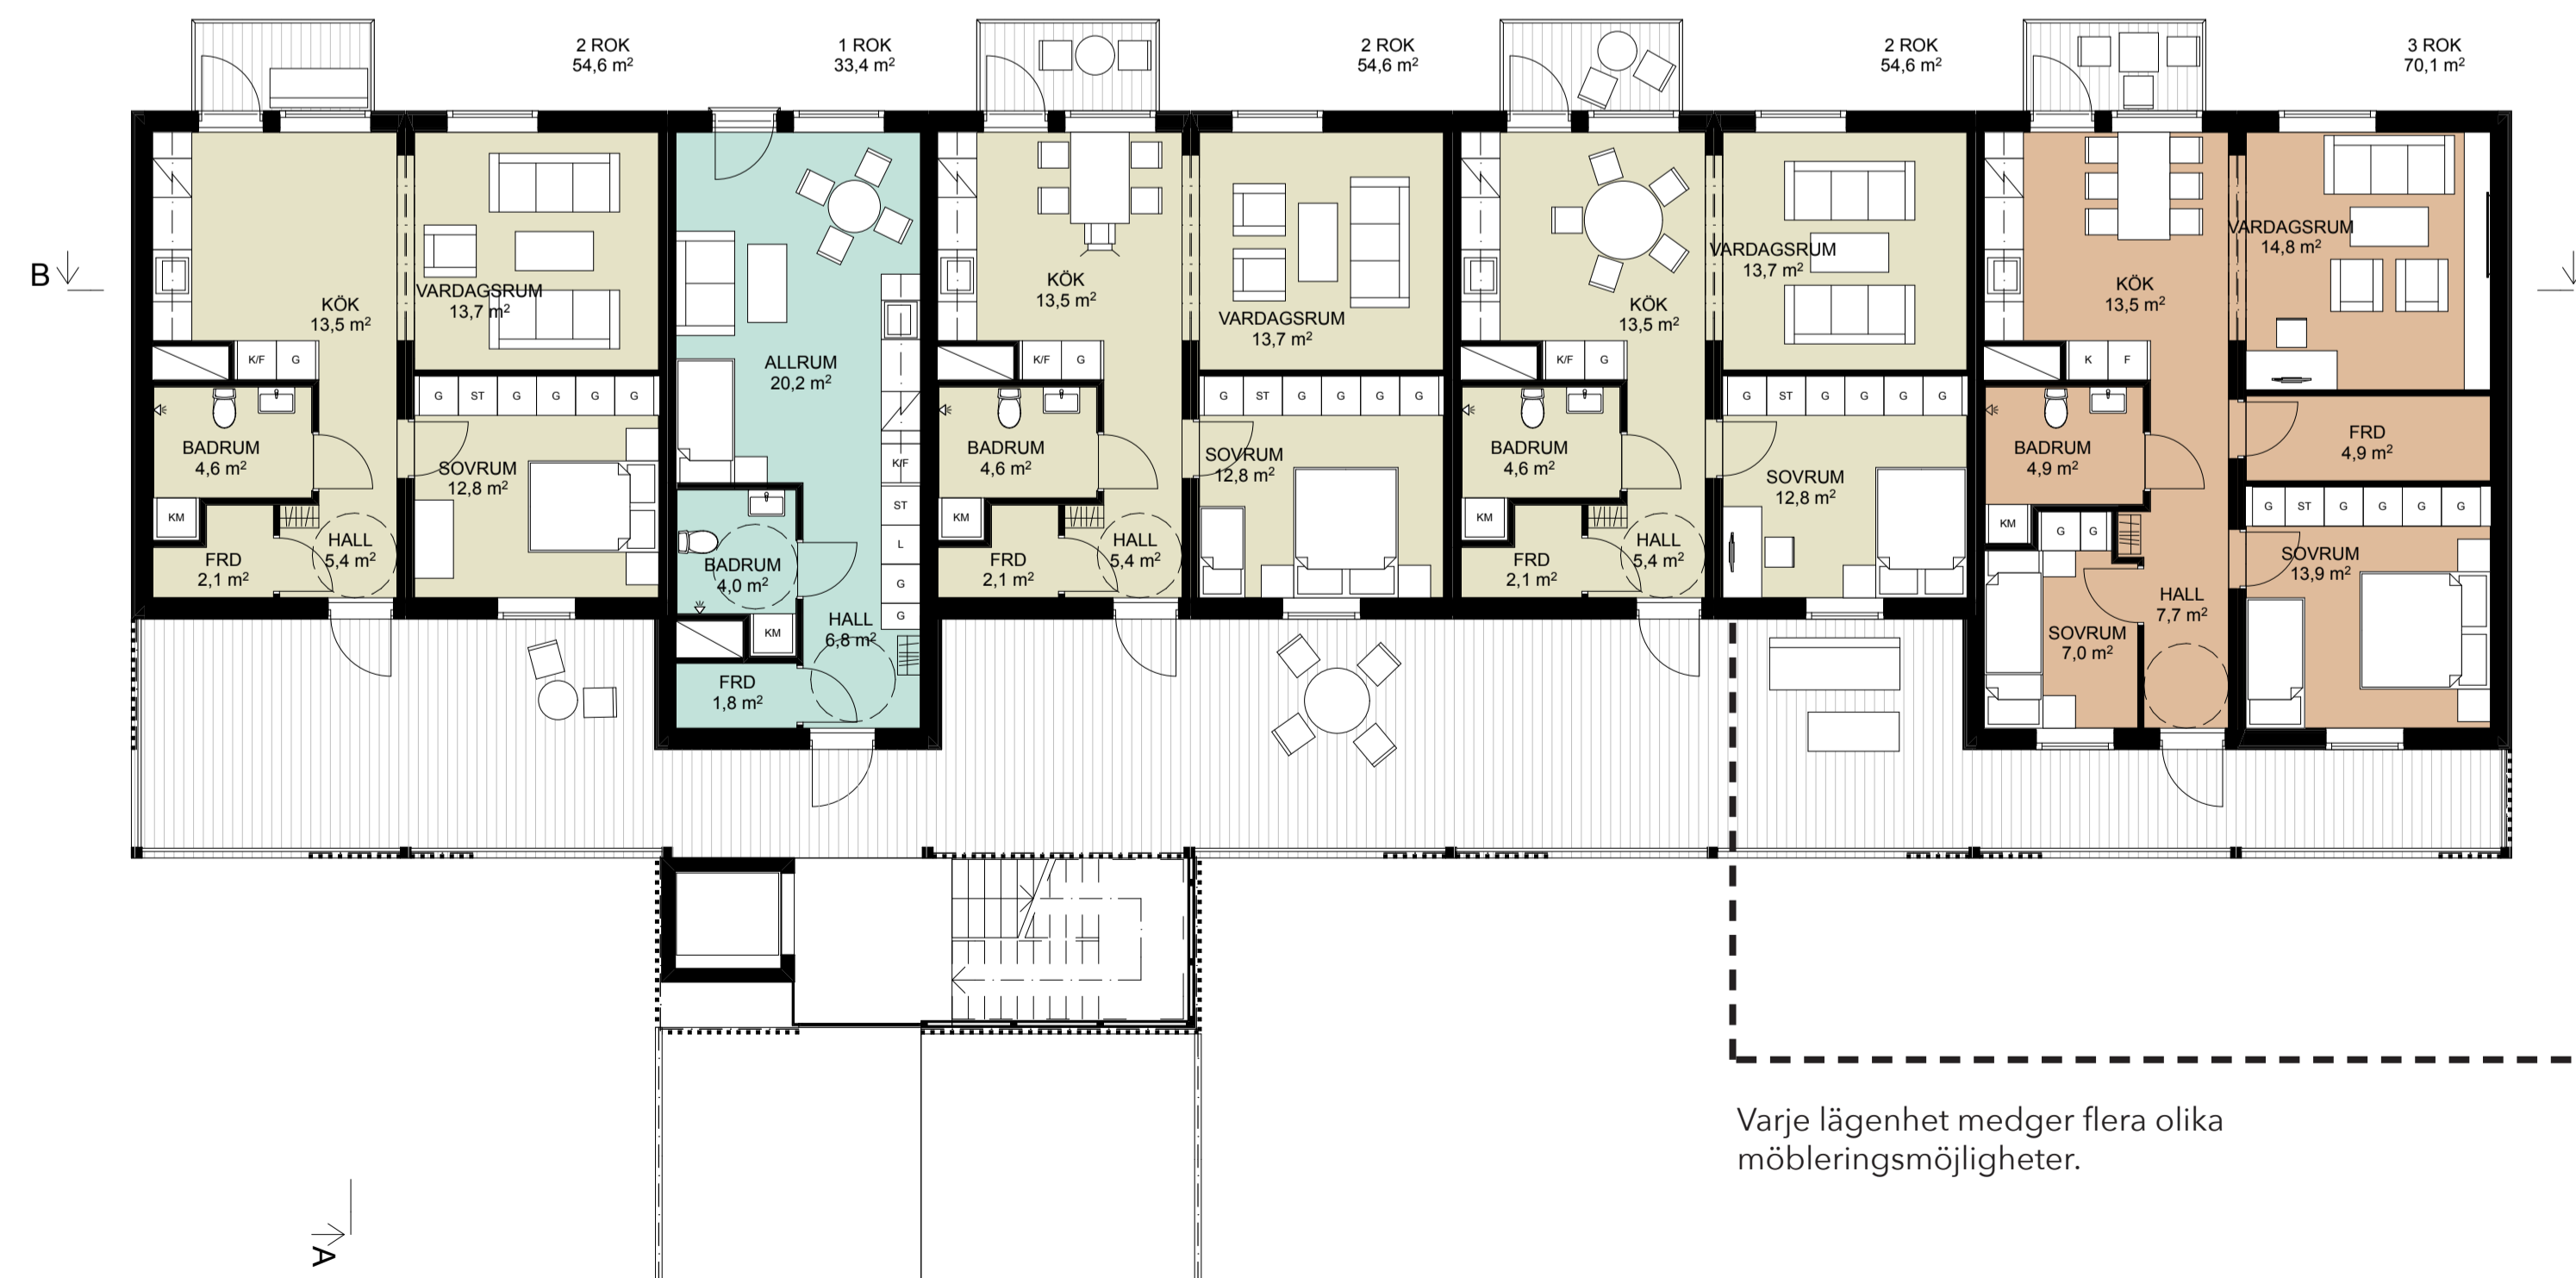 2 ROK
54,6 m²
1 ROK
33,4 m²
2 ROK
54,6 m²
2 ROK
54,6 m²
3 ROK
70,1 m²
B
KÖK
13,5 m²
VARDAGSRUM
13,7 m²
K/F
G
G
ST
G
G
G
G
BADRUM
4,6 m²
SOVRUM
12,8 m²
KM
FRD
2,1 m²
HALL
5,4 m²
ALLRUM
20,2 m²
K/F
ST
L
G
G
BADRUM
4,0 m²
KM
HALL
6,8 m²
FRD
1,8 m²
KÖK
13,5 m²
VARDAGSRUM
13,7 m²
K/F
G
G
ST
G
G
G
G
BADRUM
4,6 m²
SOVRUM
12,8 m²
KM
FRD
2,1 m²
HALL
5,4 m²
KÖK
13,5 m²
VARDAGSRUM
13,7 m²
K/F
G
G
ST
G
G
G
G
BADRUM
4,6 m²
SOVRUM
12,8 m²
KM
FRD
2,1 m²
HALL
5,4 m²
KÖK
13,5 m²
VARDAGSRUM
14,8 m²
K
F
BADRUM
4,9 m²
FRD
4,9 m²
KM
G
G
G
ST
G
G
G
G
SOVRUM
13,9 m²
HALL
7,7 m²
SOVRUM
7,0 m²
Varje lägenhet medger flera olika
möbleringsmöjligheter.
A